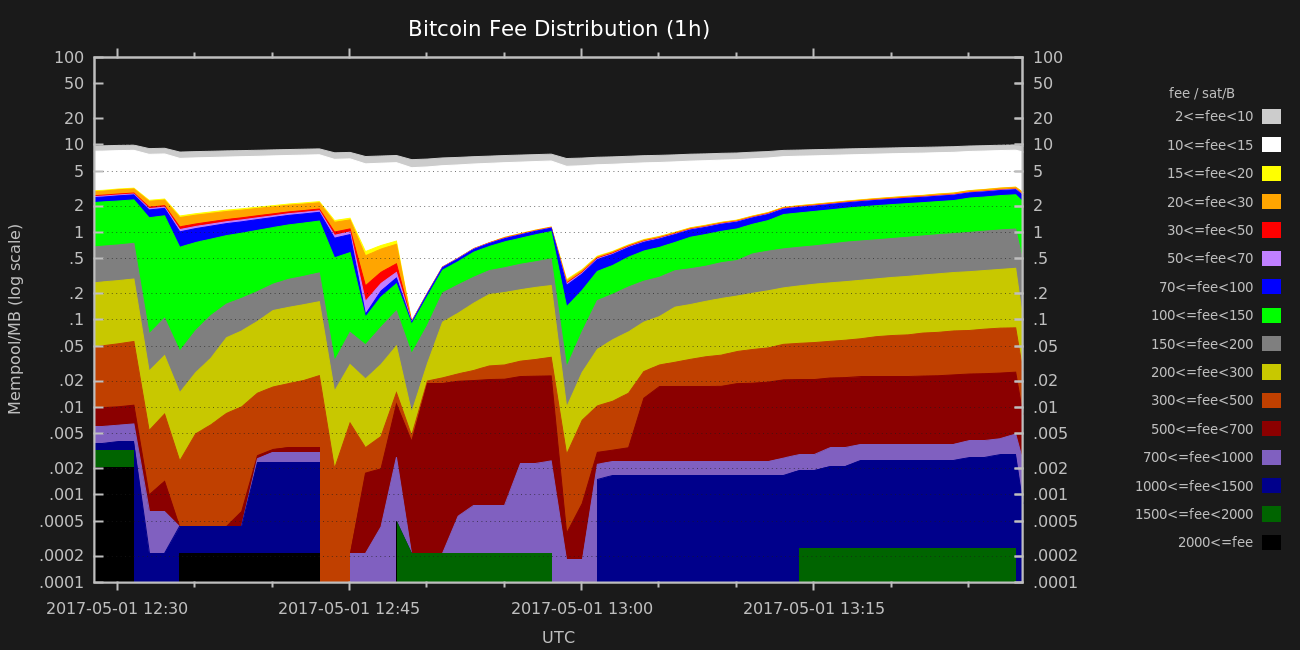 Bitcoin Fee Distribution (1h)
Mempool/MB (log scale)
100
50
20
10
5
2
1
.5
.2
.1
.05
.02
.01
.005
.002
.001
.0005
.0002
.0001
100
50
20
10
5
2
1
.5
.2
.1
.05
.02
.01
.005
.002
.001
.0005
.0002
.0001
2017-05-01 12:30
2017-05-01 12:45
2017-05-01 13:00
2017-05-01 13:15
UTC
fee / sat/B
2<=fee<10
10<=fee<15
15<=fee<20
20<=fee<30
30<=fee<50
50<=fee<70
70<=fee<100
100<=fee<150
150<=fee<200
200<=fee<300
300<=fee<500
500<=fee<700
700<=fee<1000
1000<=fee<1500
1500<=fee<2000
2000<=fee